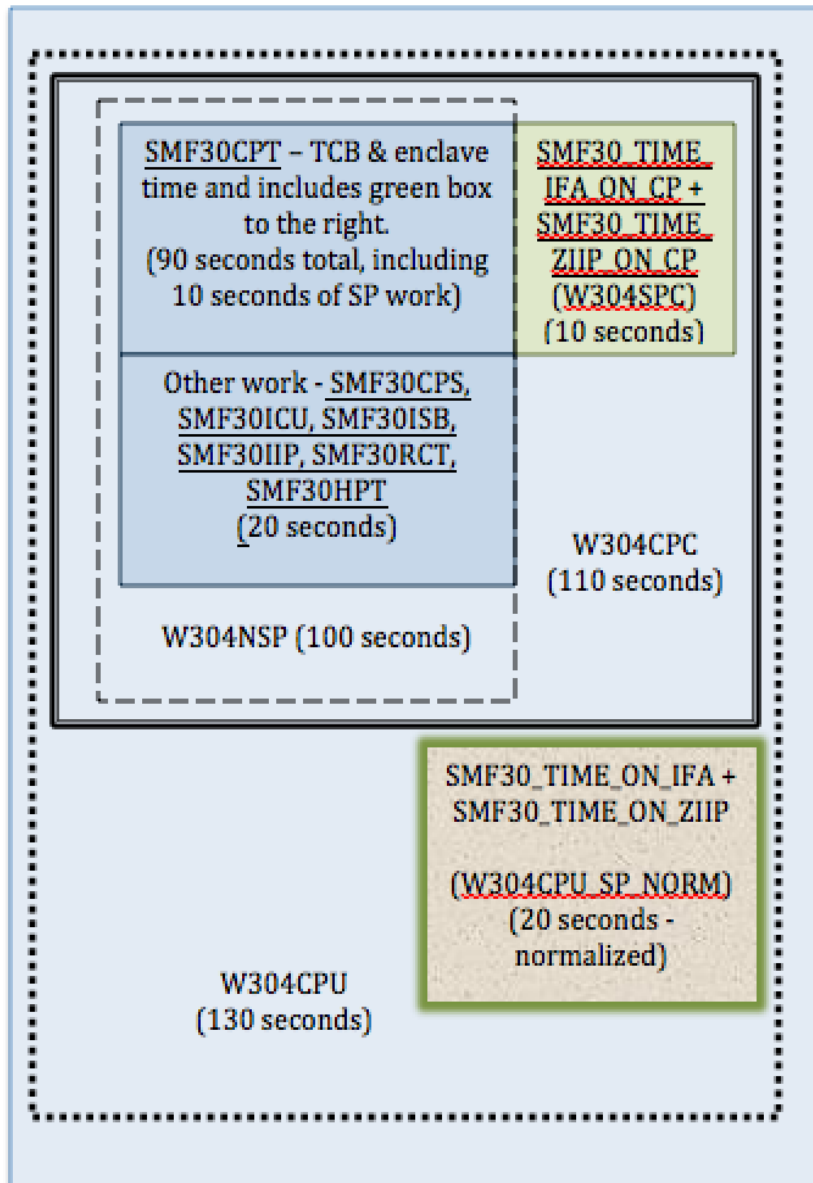 SMF30CPT – TCB & enclave
time and includes green box
to the right.
(90 seconds total, including
10 seconds of SP work)
SMF30_TIME_
IFA_ON_CP +
SMF30_TIME_
ZIIP_ON_CP
(W304SPC)
(10 seconds)
Other work - SMF30CPS,
SMF30ICU, SMF30ISB,
SMF30IIP, SMF30RCT,
SMF30HPT
(20 seconds)
W304CPC
(110 seconds)
W304NSP (100 seconds)
SMF30_TIME_ON_IFA +
SMF30_TIME_ON_ZIIP
(W304CPU_SP_NORM)
(20 seconds -
normalized)
W304CPU
(130 seconds)